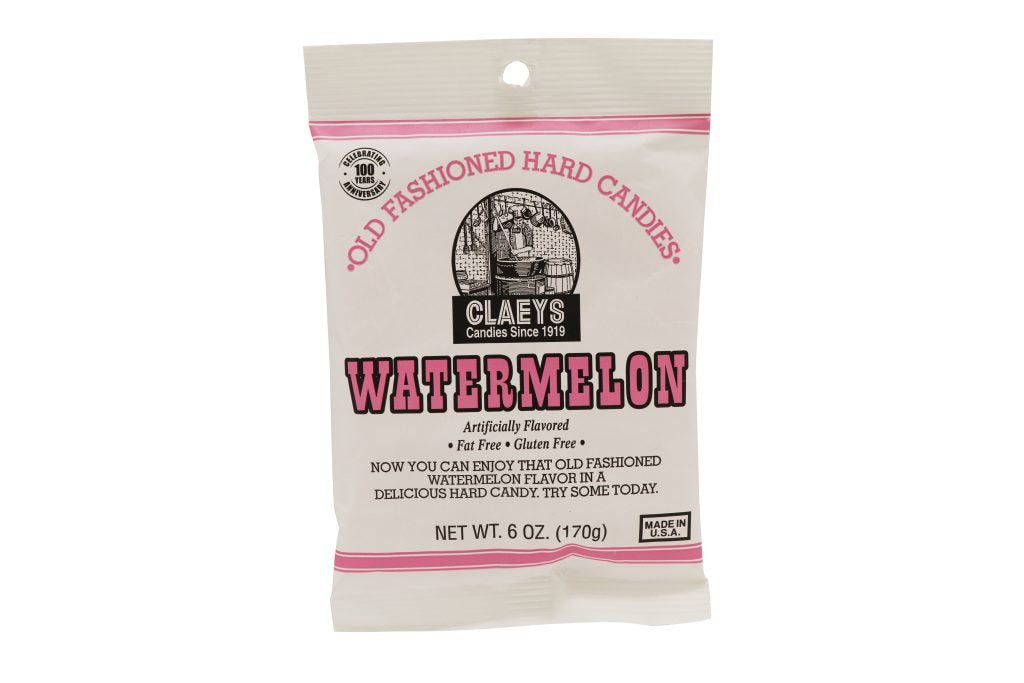 CELEBRATING
100
YEARS
ANNIVERSARY
•OLD FASHIONED HARD CANDIES•
CLAEYS
Candies Since 1919
WATERMELON
Artificially Flavored
• Fat Free • Gluten Free •
NOW YOU CAN ENJOY THAT OLD FASHIONED
WATERMELON FLAVOR IN A
DELICIOUS HARD CANDY. TRY SOME TODAY.
NET WT. 6 OZ. (170g)
MADE IN
U.S.A.